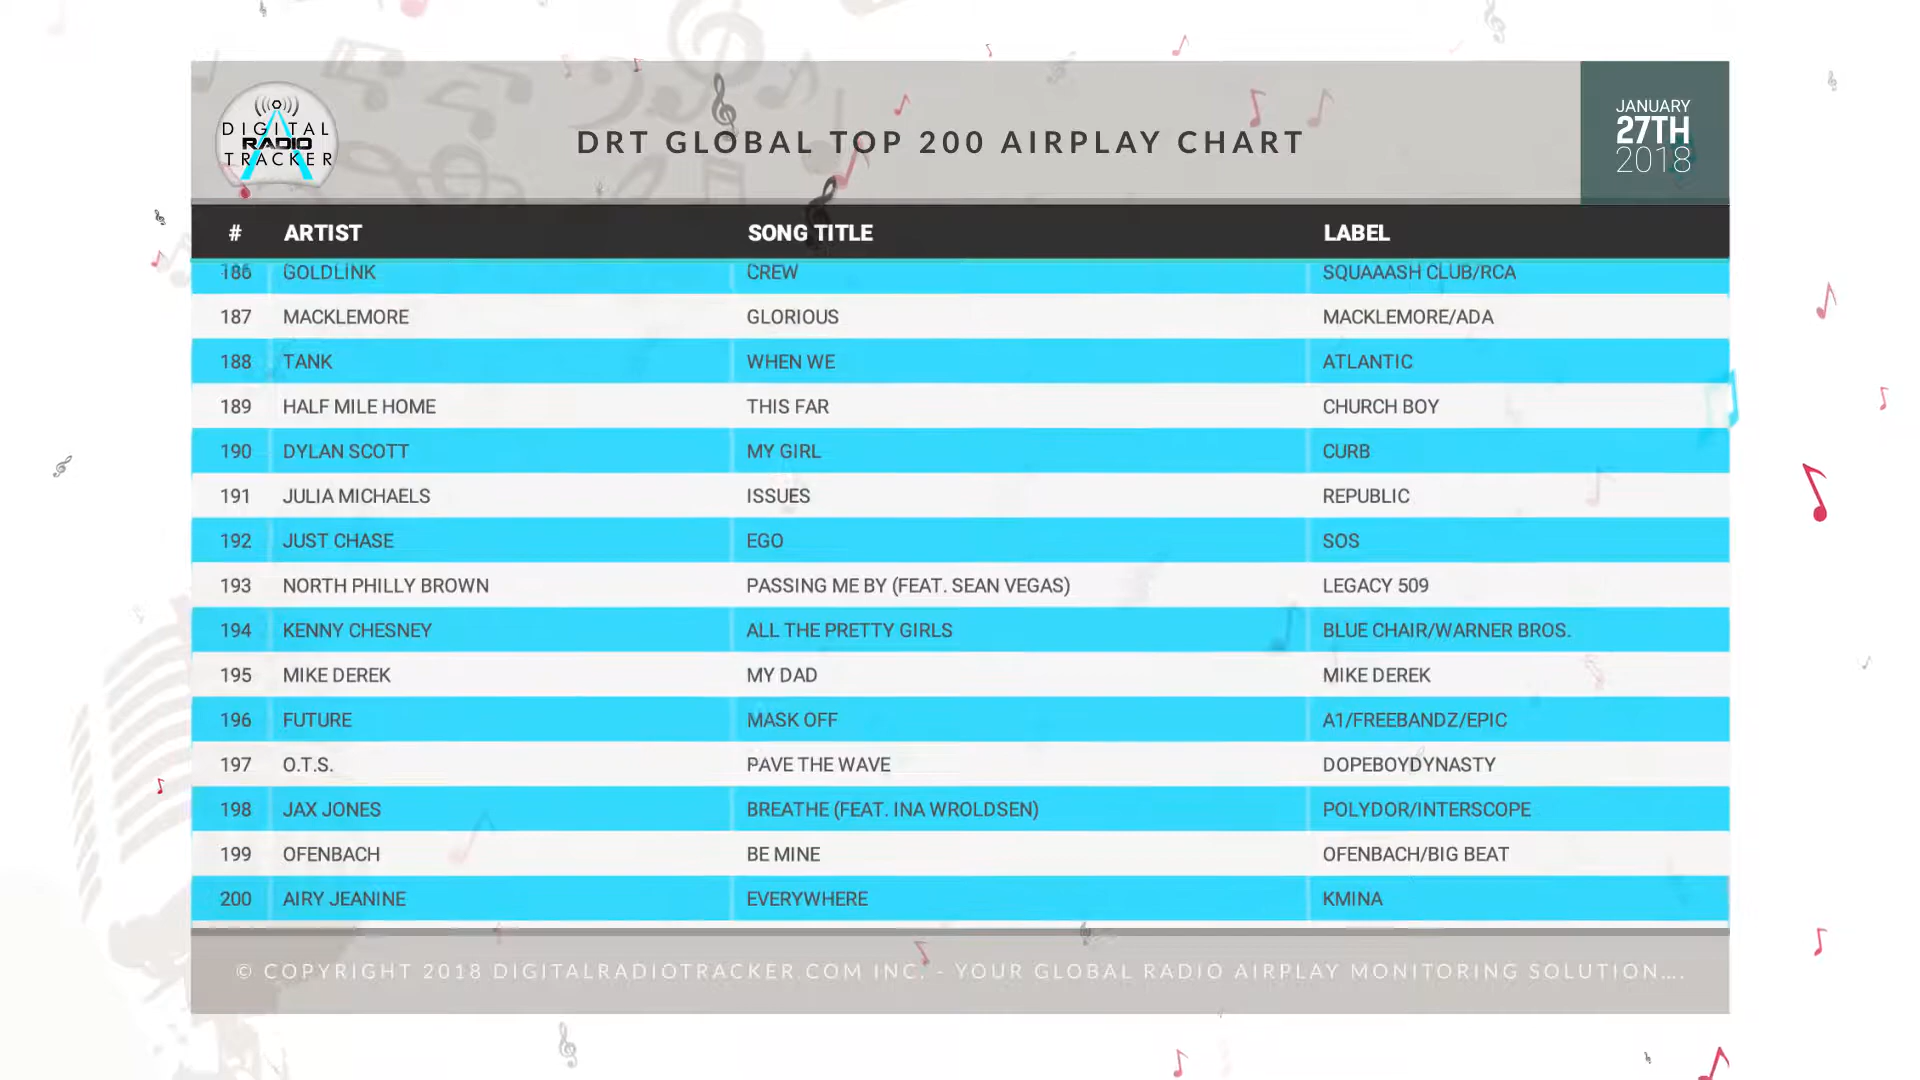 DIGITAL
RADIO
TRACKER
DRT GLOBAL TOP 200 AIRPLAY CHART
JANUARY
27TH
2018
# ARTIST SONG TITLE LABEL
186 GOLDLINK CREW SQUAAASH CLUB/RCA
187 MACKLEMORE GLORIOUS MACKLEMORE/ADA
188 TANK WHEN WE ATLANTIC
189 HALF MILE HOME THIS FAR CHURCH BOY
190 DYLAN SCOTT MY GIRL CURB
191 JULIA MICHAELS ISSUES REPUBLIC
192 JUST CHASE EGO SOS
193 NORTH PHILLY BROWN PASSING ME BY (FEAT. SEAN VEGAS) LEGACY 509
194 KENNY CHESNEY ALL THE PRETTY GIRLS BLUE CHAIR/WARNER BROS.
195 MIKE DEREK MY DAD MIKE DEREK
196 FUTURE MASK OFF A1/FREEBANDZ/EPIC
197 O.T.S. PAVE THE WAVE DOPEBOYDYNASTY
198 JAX JONES BREATHE (FEAT. INA WROLDSEN) POLYDOR/INTERSCOPE
199 OFENBACH BE MINE OFENBACH/BIG BEAT
200 AIRY JEANINE EVERYWHERE KMINA
© COPYRIGHT 2018 DIGITALRADIOTRACKER.COM INC. - YOUR GLOBAL RADIO AIRPLAY MONITORING SOLUTION....